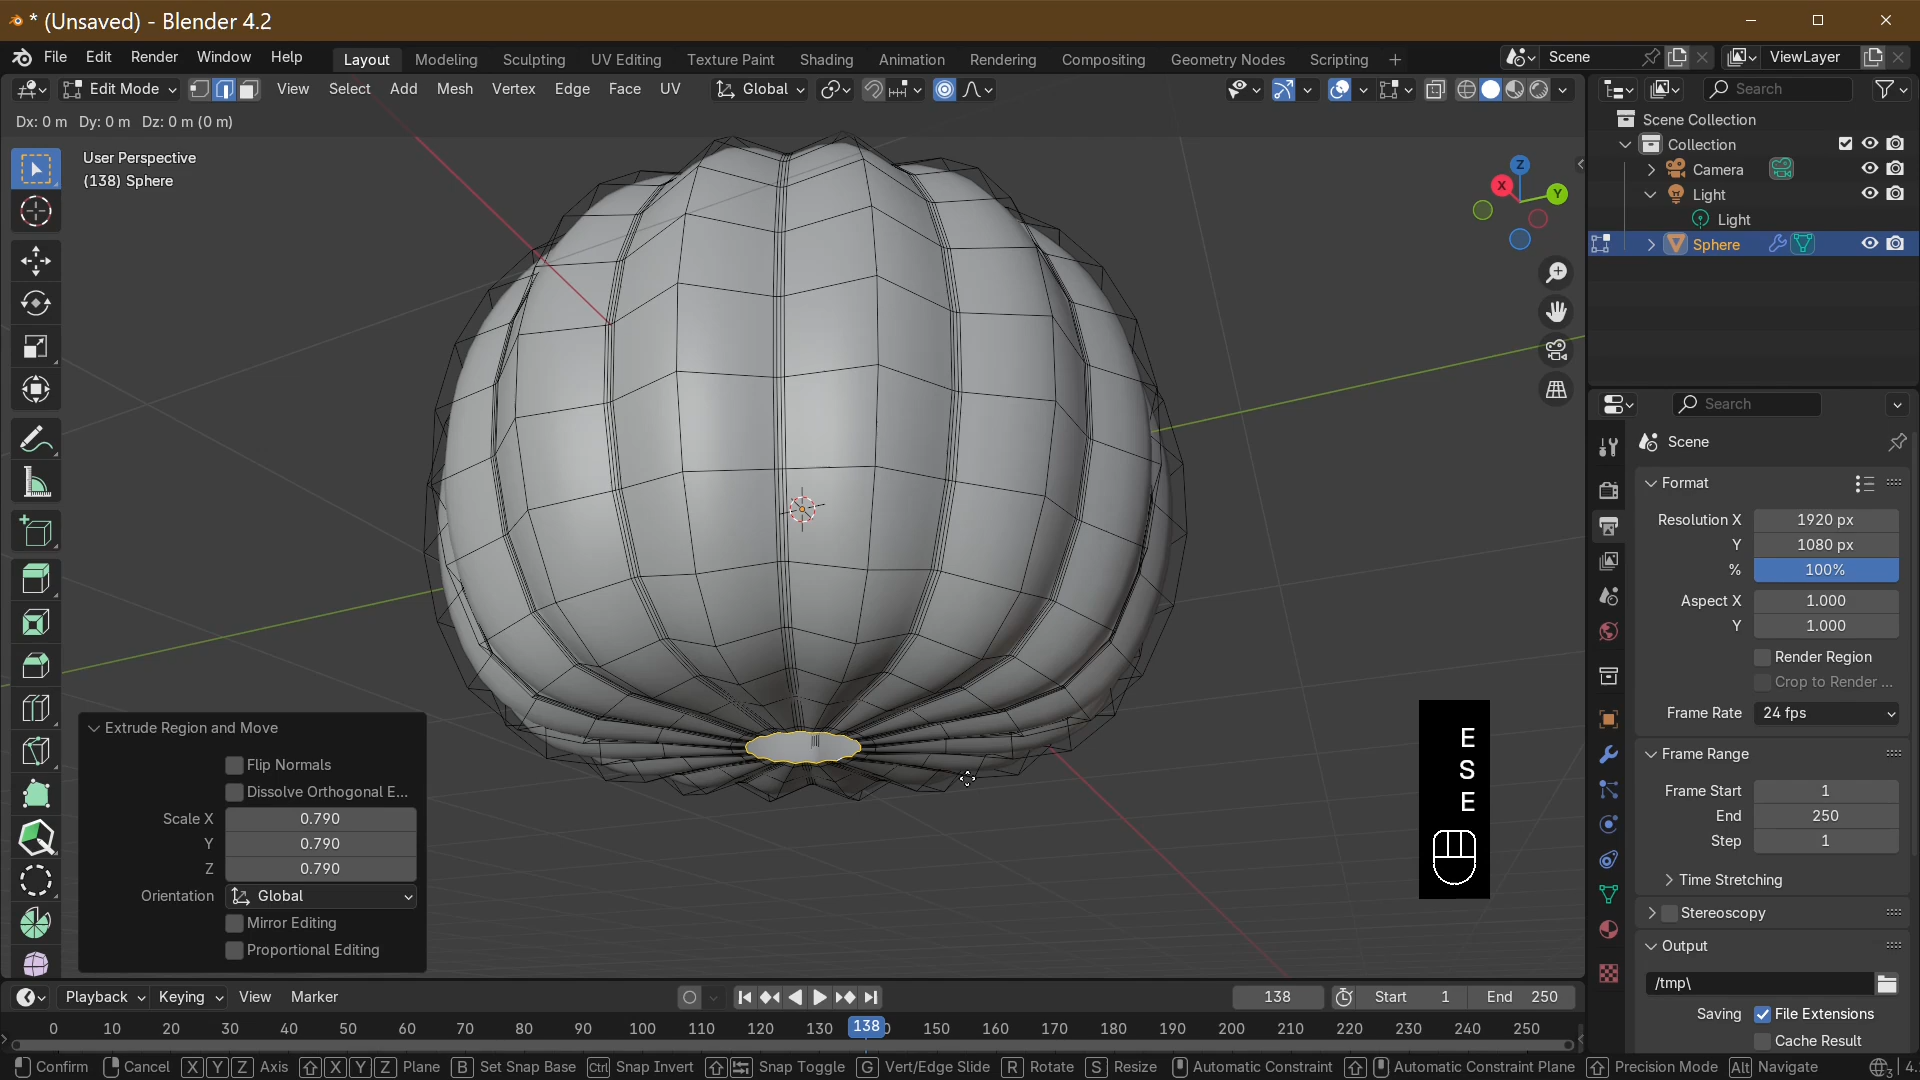 * (Unsaved) - Blender 4.2
File Edit Render Window Help Layout Modeling Sculpting UV Editing Texture Paint Shading Animation Rendering Compositing Geometry Nodes Scripting + Scene ViewLayer
Edit Mode View Select Add Mesh Vertex Edge Face UV Global Search
Dx: 0 m Dy: 0 m Dz: 0 m (0 m)
User Perspective
(138) Sphere
Z
X
Y
Scene Collection
Collection
Camera
Light
Light
Sphere
Search
Scene
Format
Resolution X 1920 px
Y 1080 px
% 100%
Aspect X 1.000
Y 1.000
Render Region
Crop to Render ...
Frame Rate 24 fps
Frame Range
Frame Start 1
End 250
Step 1
Time Stretching
Stereoscopy
Output
/tmp\
Saving File Extensions
Cache Result
Extrude Region and Move
Flip Normals
Dissolve Orthogonal E...
Scale X 0.790
Y 0.790
Z 0.790
Orientation Global
Mirror Editing
Proportional Editing
E
S
E
Playback Keying View Marker 138 Start 1 End 250
0 10 20 30 40 50 60 70 80 90 100 110 120 130 138 150 160 170 180 190 200 210 220 230 240 250
Confirm Cancel X Y Z Axis X Y Z Plane B Set Snap Base Ctrl Snap Invert Snap Toggle G Vert/Edge Slide R Rotate S Resize Automatic Constraint Automatic Constraint Plane Precision Mode Alt Navigate 4.